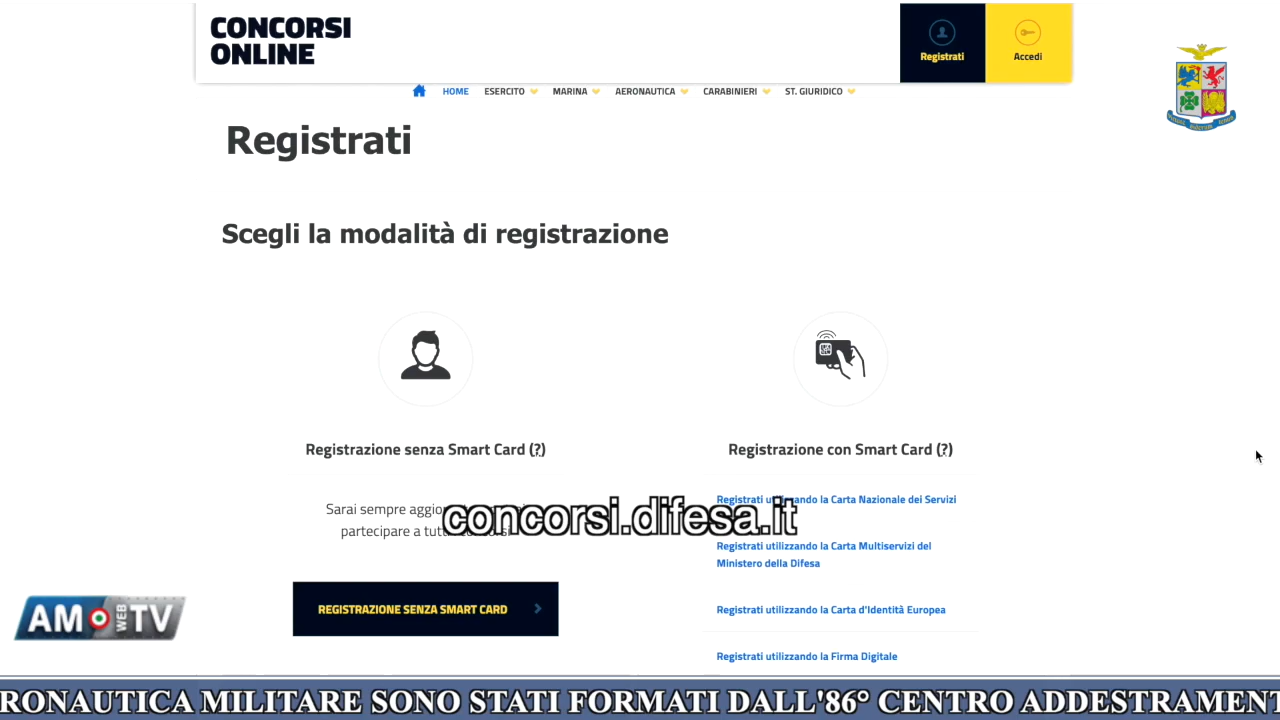 CONCORSI
ONLINE
Registrati
Accedi
HOME ESERCITO MARINA AERONAUTICA CARABINIERI ST. GIURIDICO
Registrati
Scegli la modalità di registrazione
Registrazione senza Smart Card (?)
Registrazione con Smart Card (?)
Sarai sempre
partecipare a
Registrati utilizzando la Carta Nazionale dei Servizi
concorsi.difesa.it
Registrati utilizzando la Carta Multiservizi del
Ministero della Difesa
REGISTRAZIONE SENZA SMART CARD
Registrati utilizzando la Carta d'Identità Europea
Registrati utilizzando la Firma Digitale
AM WEB TV
RONAUTICA MILITARE SONO STATI FORMATI DALL'86° CENTRO ADDESTRAMENT